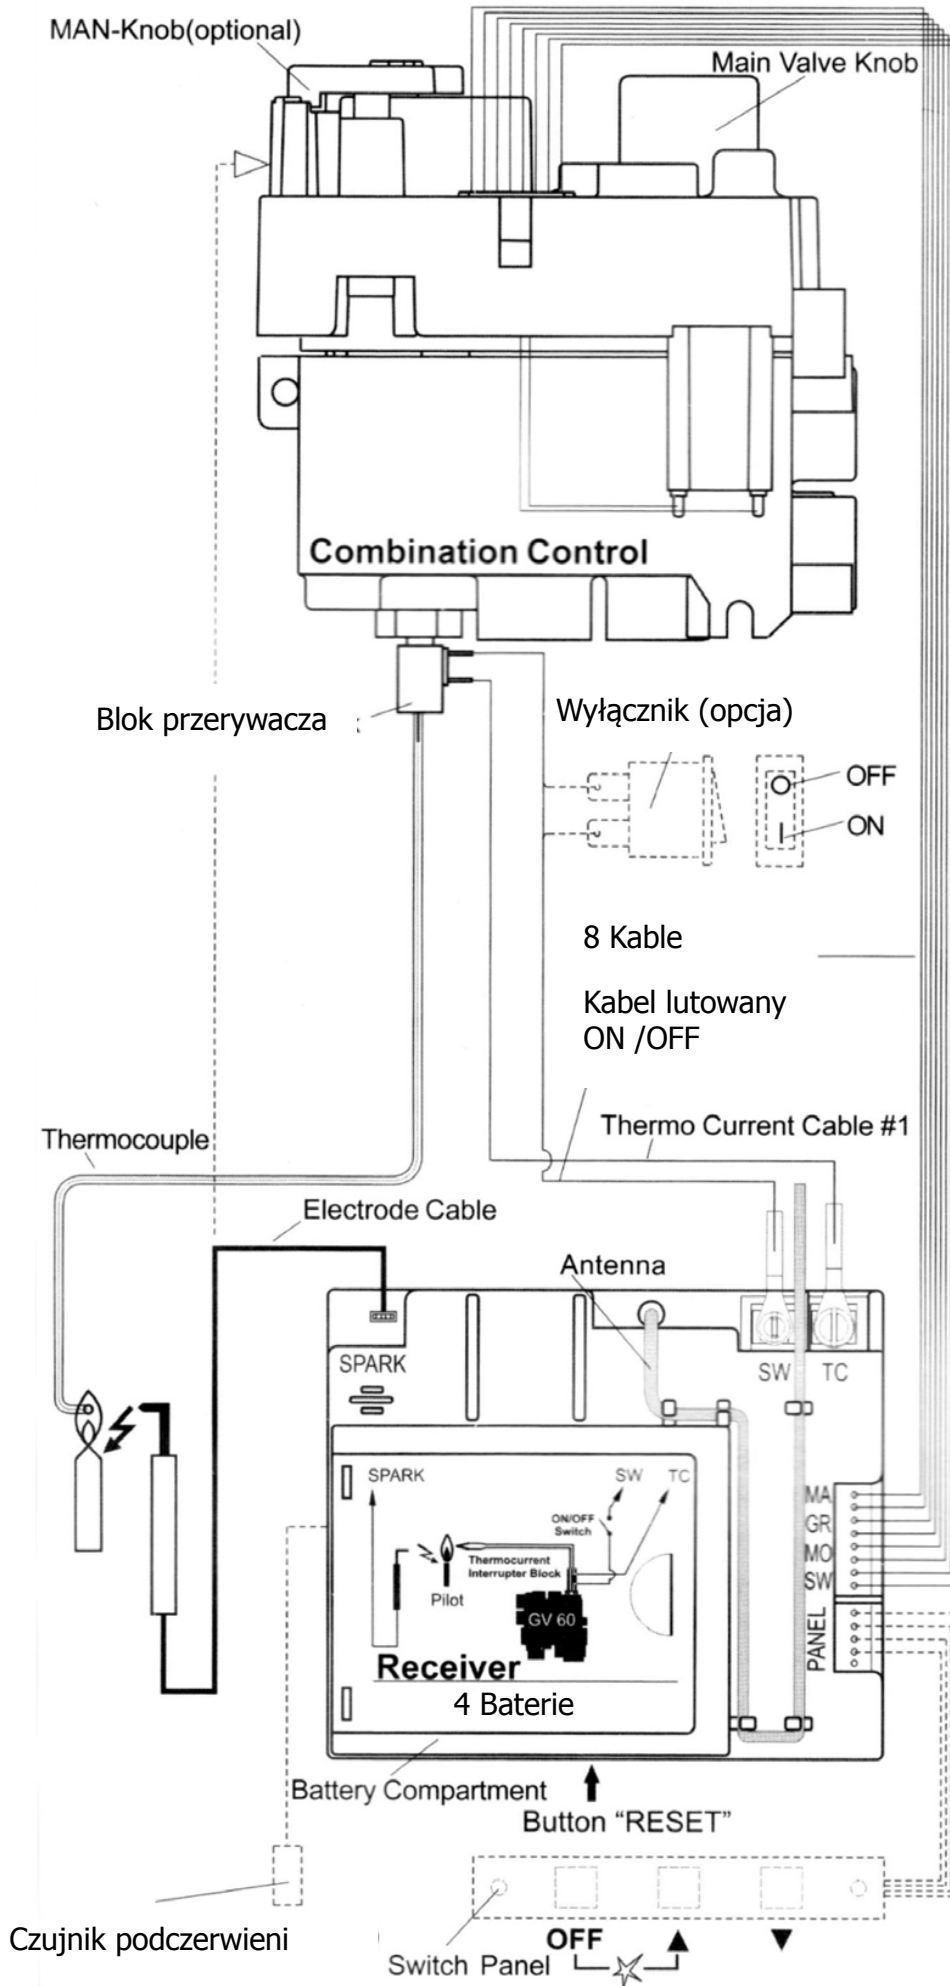 MAN-Knob(optional)
Main Valve Knob
Combination Control
Blok przerywacza
Wyłącznik (opcja)
OFF
ON
8 Kable
Kabel lutowany
ON /OFF
Thermo Current Cable #1
Thermocouple
Electrode Cable
Antenna
SPARK
SW
TC
SPARK
SW
TC
ON/OFF
Switch
Thermocurrent
Interrupter Block
Pilot
GV 60
MA
GR
MO
SW
PANEL
Receiver
4 Baterie
Battery Compartment
Button “RESET”
Czujnik podczerwieni
Switch Panel
OFF